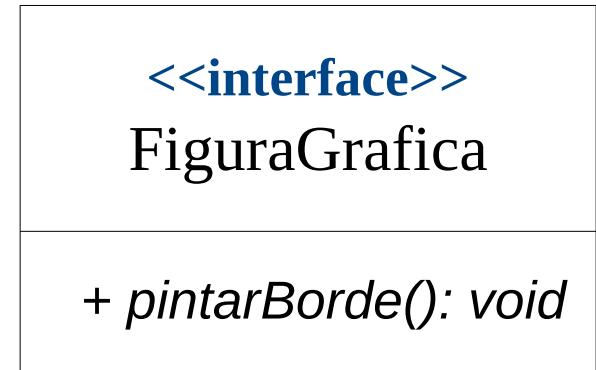 <<interface>>
FiguraGrafica
+ pintarBorde(): void